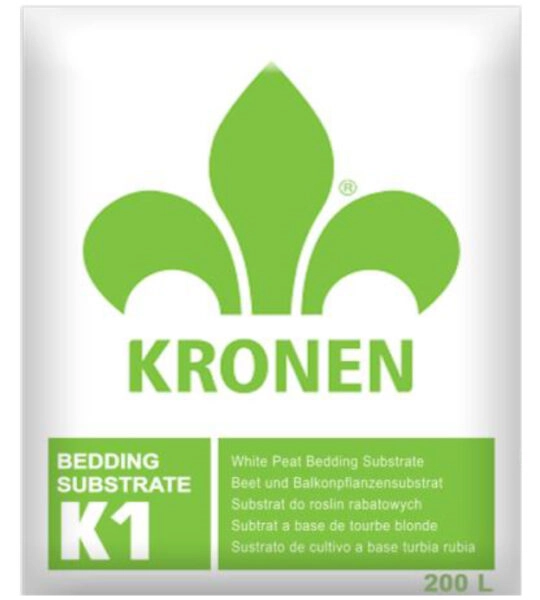 ®
KRONEN
BEDDING
SUBSTRATE
K1
White Peat Bedding Substrate
Beet und Balkonpflanzensubstrat
Substrat do roslin rabatowych
Subtrat a base de tourbe blonde
Sustrato de cultivo a base turbia rubia
200 L